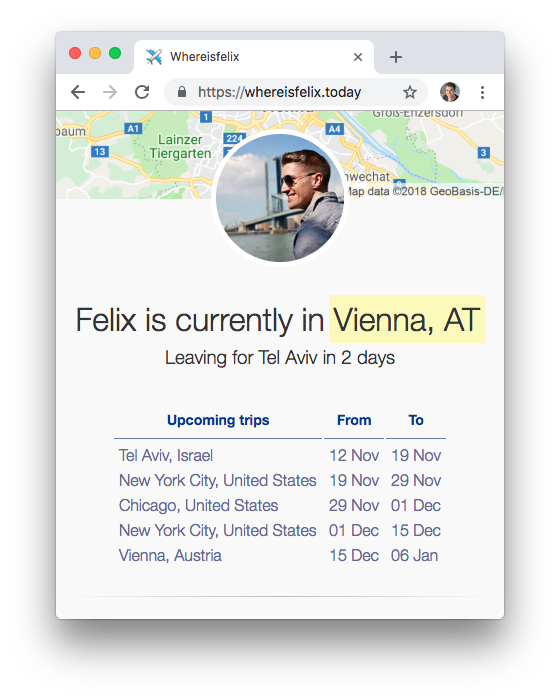 Whereisfelix
https://whereisfelix.today
Vienna
Groß-Enzersdorf
baum
A1
1
A4
Lainzer
Tiergarten
224
13
3
hwechat
Map data ©2018 GeoBasis-DE/
Felix is currently in Vienna, AT
Leaving for Tel Aviv in 2 days
Upcoming trips From To
Tel Aviv, Israel 12 Nov 19 Nov
New York City, United States 19 Nov 29 Nov
Chicago, United States 29 Nov 01 Dec
New York City, United States 01 Dec 15 Dec
Vienna, Austria 15 Dec 06 Jan